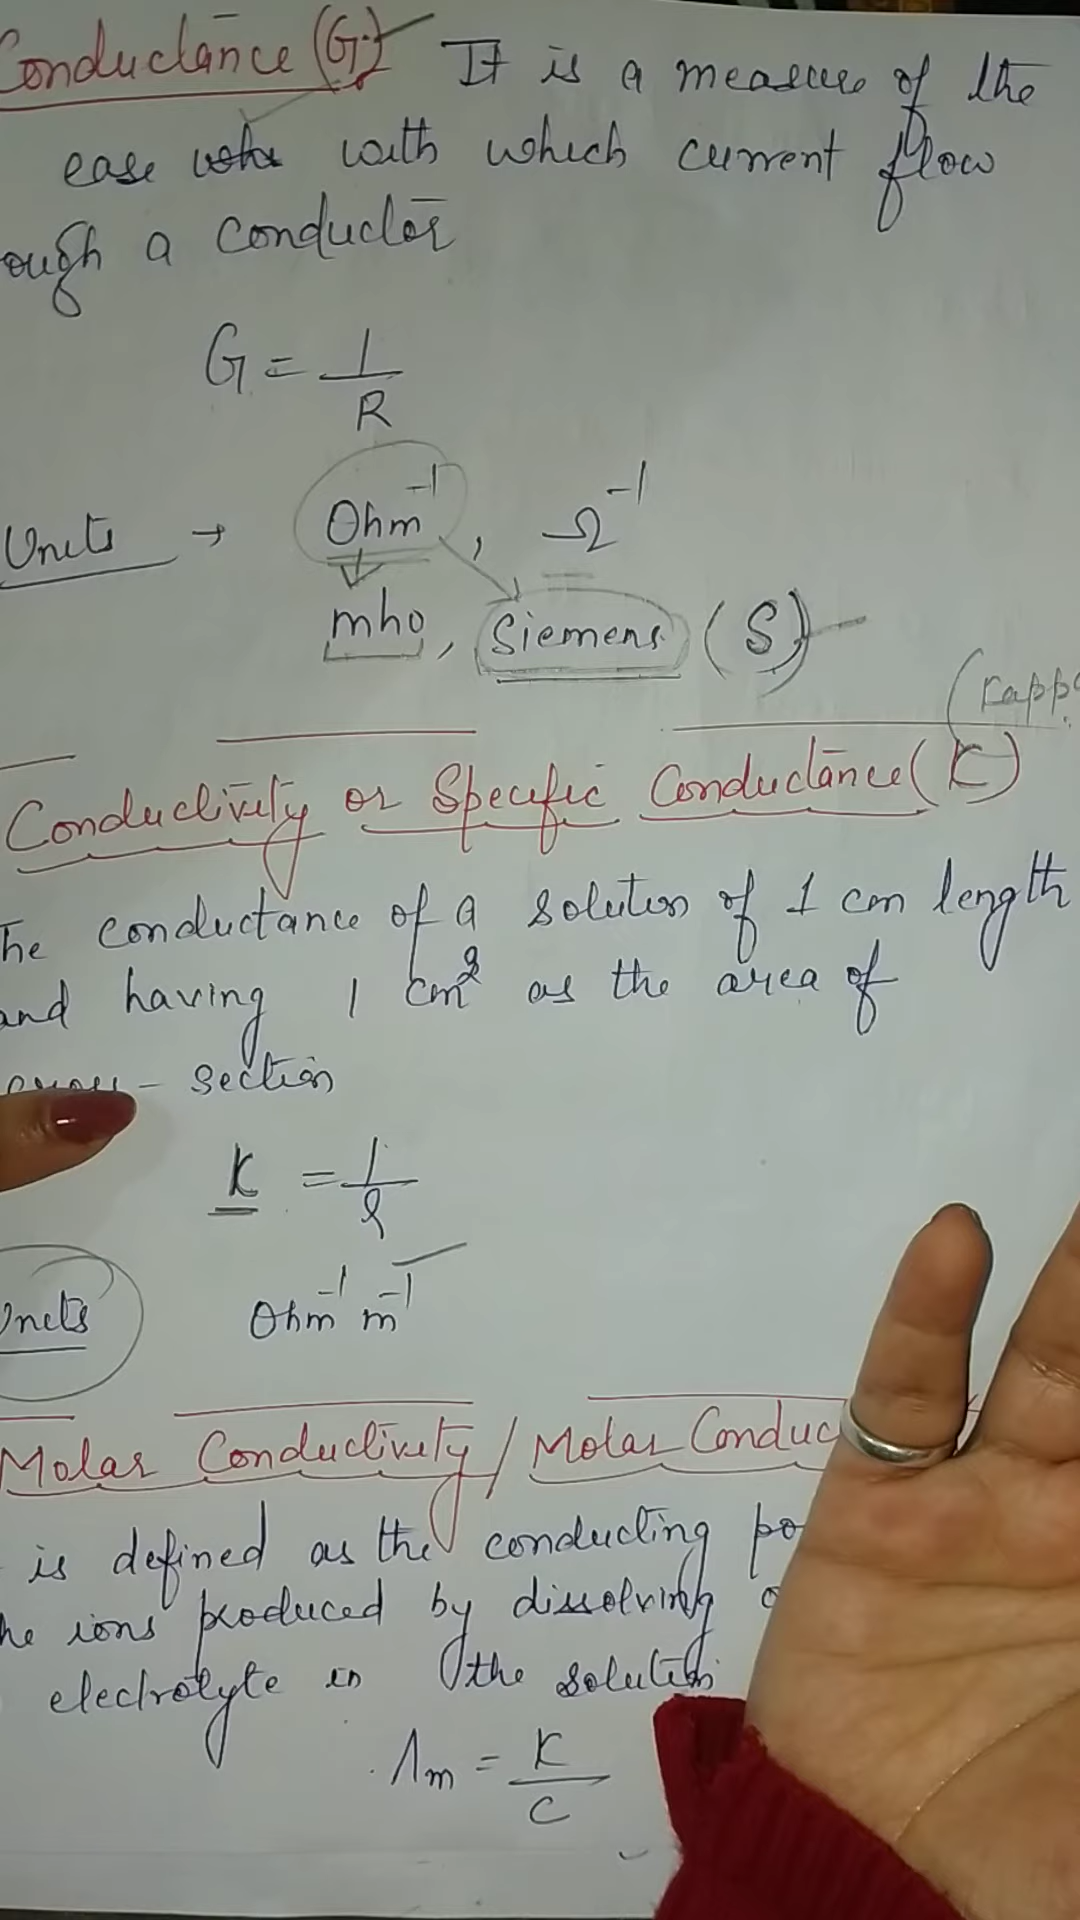 Conductance (G) It is a measure of the
ease with which current flow
ough a conductor
G = 1/R
Units → Ohm⁻¹, Ω⁻¹
mho, Siemens (S)
(kapp
Conductivity or Specific Conductance (K)
The conductance of a solution of 1 cm length
and having 1 cm² as the area of
cross - section
K = 1/ρ
Units Ohm⁻¹ m⁻¹
Molar Conductivity / Molar Conduc
is defined as the conducting po
he ions produced by dissolving o
electrolyte in the solution
Λm = K/C